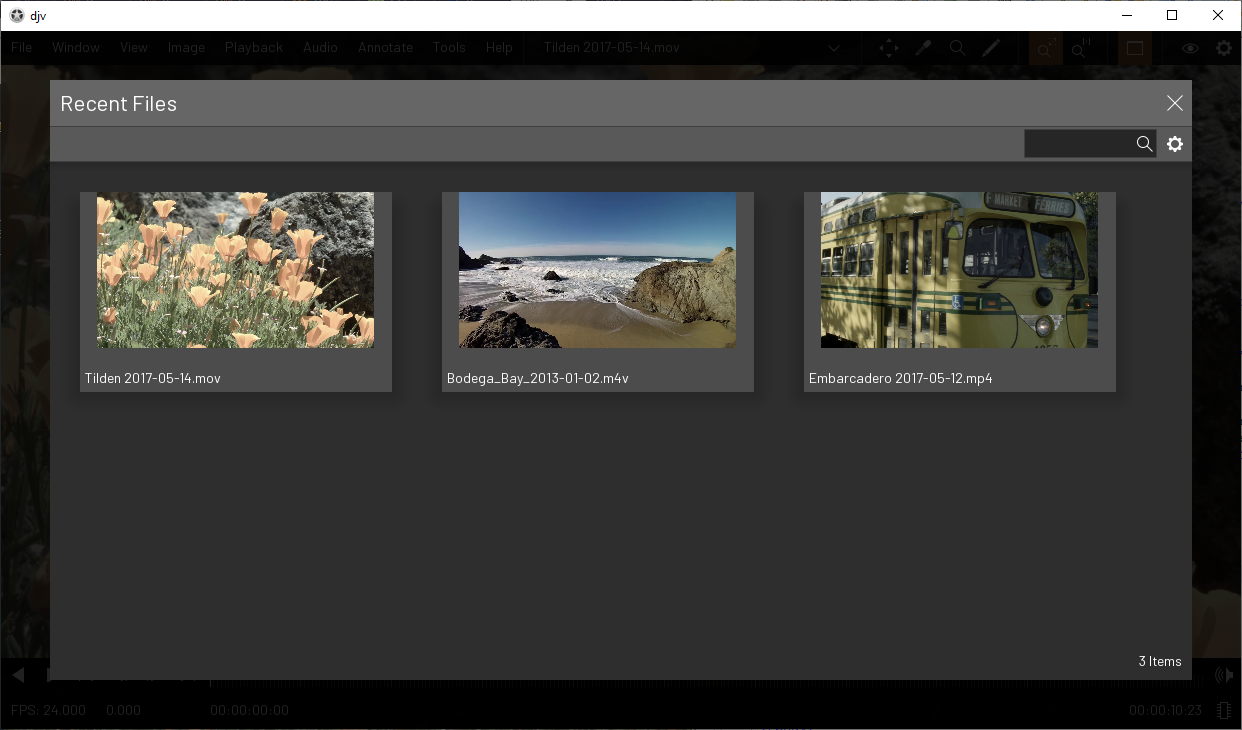 djv
File Window View Image Playback Audio Annotate Tools Help Tilden 2017-05-14.mov
Recent Files
F MARKET & FERRIES
Tilden 2017-05-14.mov
Bodega_Bay_2013-01-02.m4v
Embarcadero 2017-05-12.mp4
3 Items
FPS: 24.000 0.000 00:00:00:00 00:00:10:23